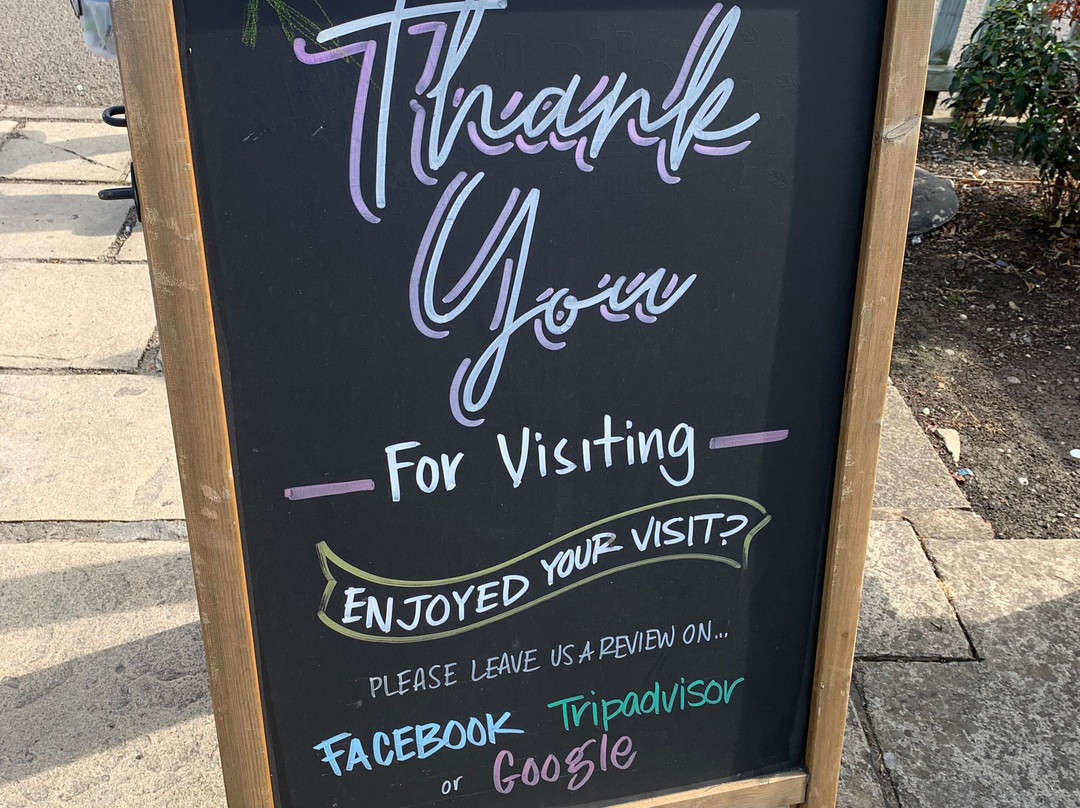 Thank
You
For Visiting
ENJOYED YOUR VISIT?
PLEASE LEAVE US A REVIEW ON...
FACEBOOK Tripadvisor
or Google